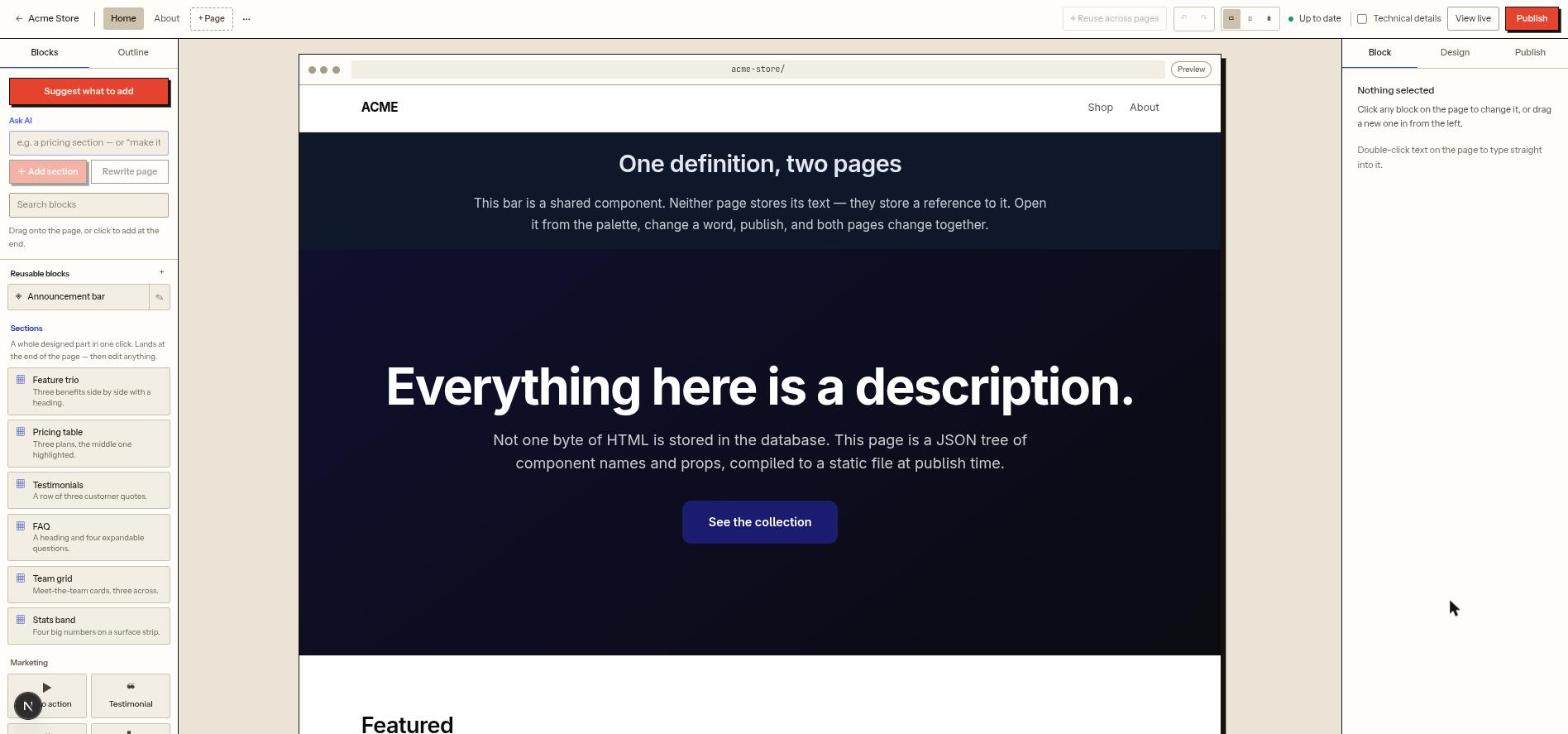 ← Acme Store
Home
About
+ Page
···
Reuse across pages
Up to date
Technical details
View live
Publish
Blocks
Outline
Suggest what to add
Ask AI
e.g. a pricing section — or "make it
+ Add section
Rewrite page
Search blocks
Drag onto the page, or click to add at the
end.
Reusable blocks
+
Announcement bar
Sections
A whole designed part in one click. Lands at
the end of the page — then edit anything.
Feature trio
Three benefits side by side with a
heading.
Pricing table
Three plans, the middle one
highlighted.
Testimonials
A row of three customer quotes.
FAQ
A heading and four expandable
questions.
Team grid
Meet-the-team cards, three across.
Stats band
Four big numbers on a surface strip.
Marketing
action
Testimonial
N
acme-store/
Preview
ACME
Shop
About
One definition, two pages
This bar is a shared component. Neither page stores its text — they store a reference to it. Open
it from the palette, change a word, publish, and both pages change together.
Everything here is a description.
Not one byte of HTML is stored in the database. This page is a JSON tree of
component names and props, compiled to a static file at publish time.
See the collection
Featured
Block
Design
Publish
Nothing selected
Click any block on the page to change it, or drag
a new one in from the left.
Double-click text on the page to type straight
into it.